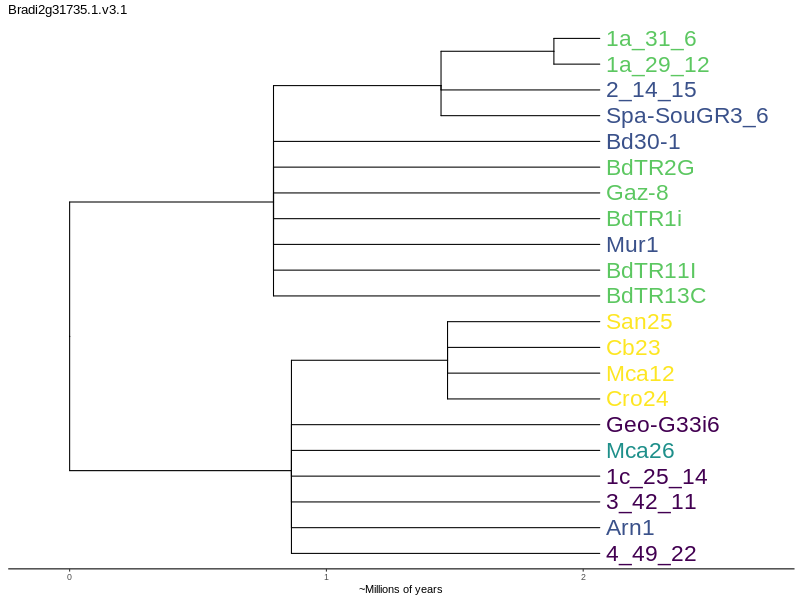 Bradi2g31735.1.v3.1
1a_31_6
1a_29_12
2_14_15
Spa-SouGR3_6
Bd30-1
BdTR2G
Gaz-8
BdTR1i
Mur1
BdTR11I
BdTR13C
San25
Cb23
Mca12
Cro24
Geo-G33i6
Mca26
1c_25_14
3_42_11
Arn1
4_49_22
0 1 2
~Millions of years